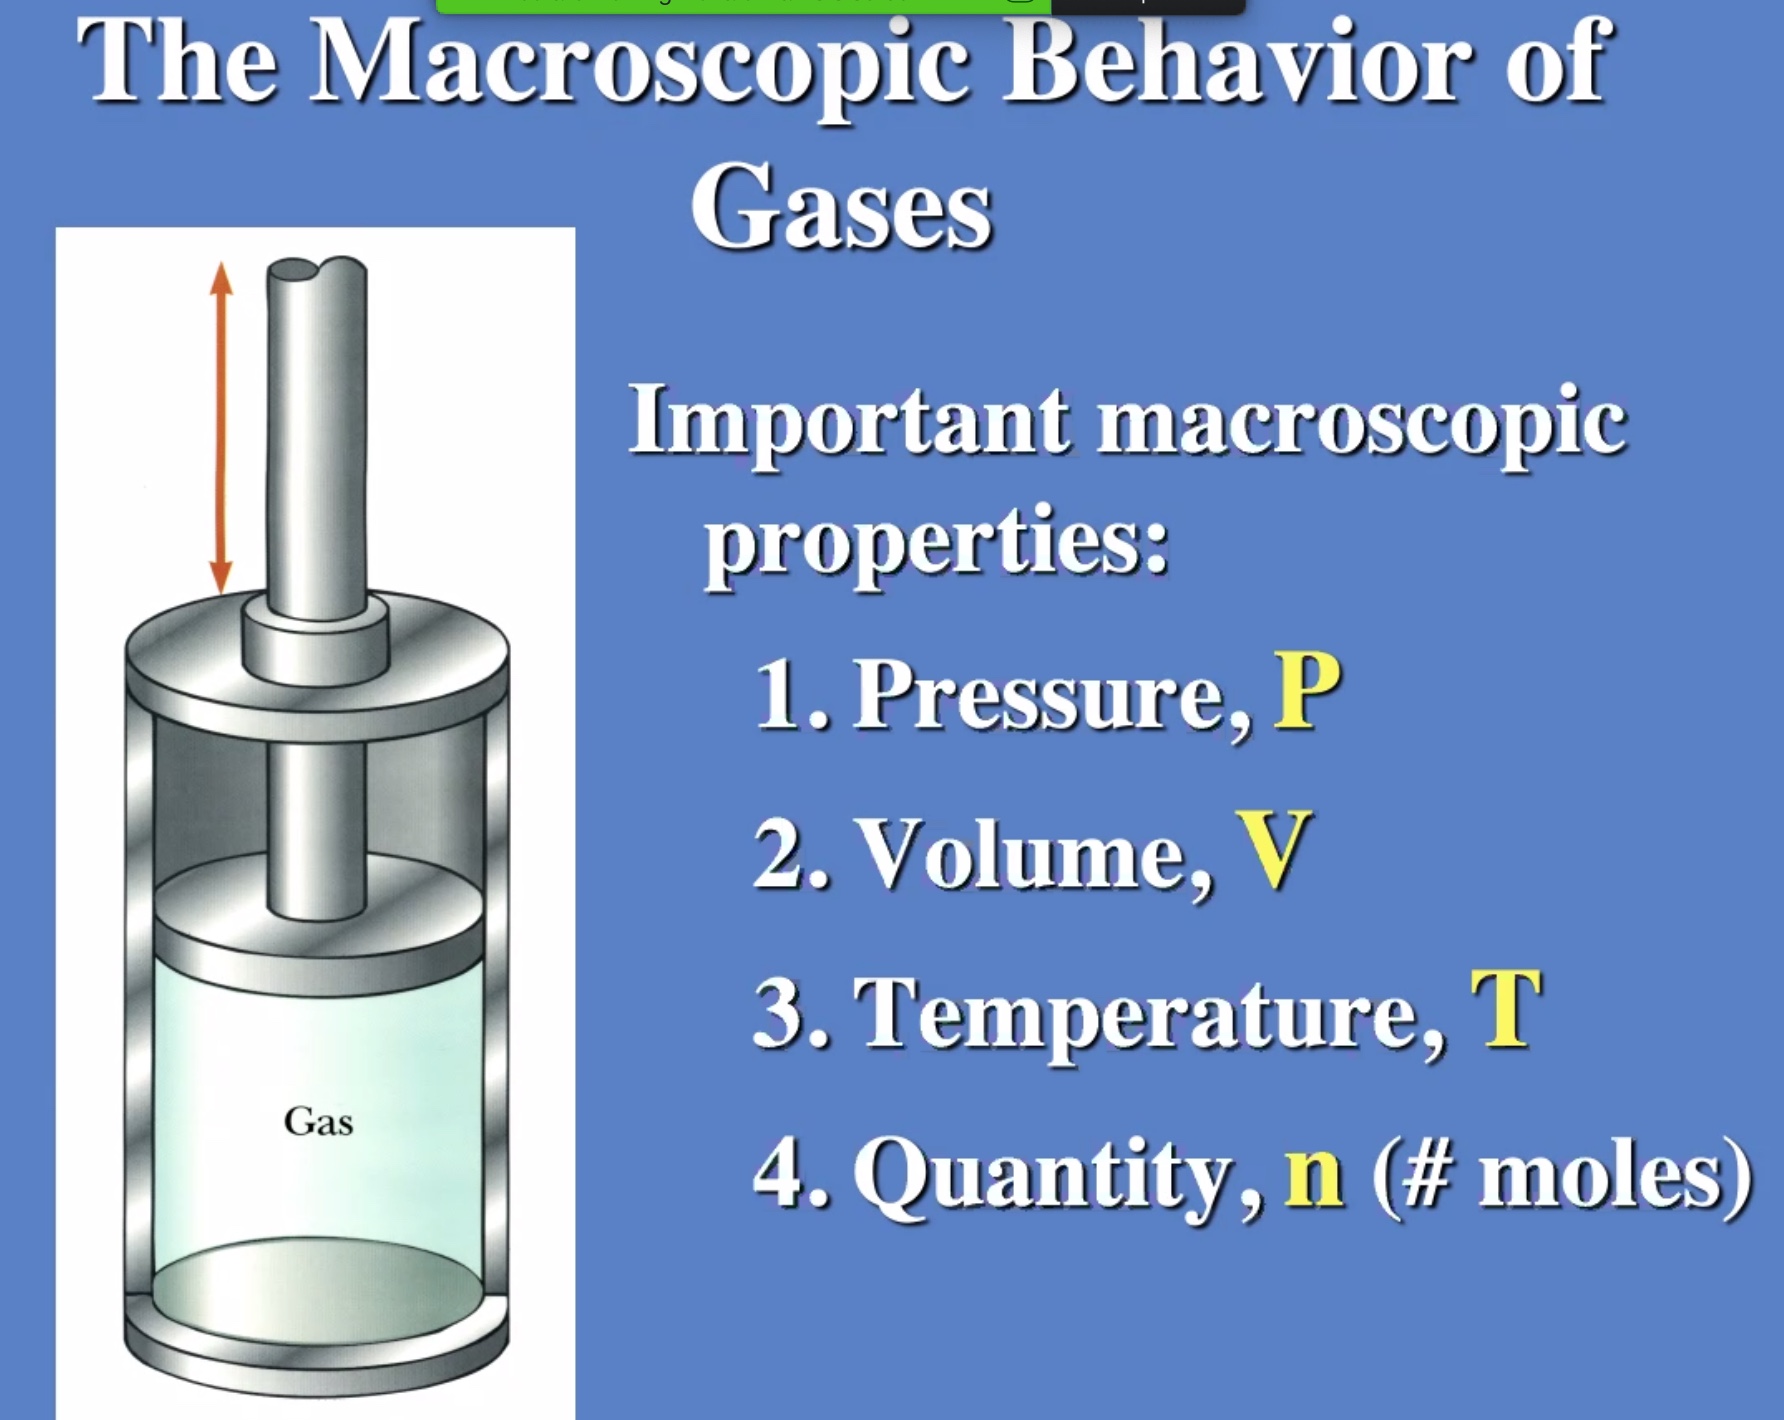 The Macroscopic Behavior of
Gases
Important macroscopic
properties:
1. Pressure, P
2. Volume, V
3. Temperature, T
4. Quantity, n (# moles)
Gas